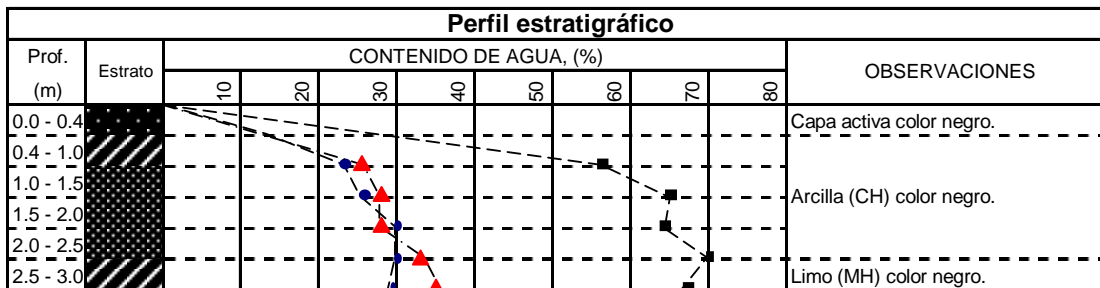 Perfil estratigráfico
Prof.
(m)
Estrato
CONTENIDO DE AGUA, (%)
OBSERVACIONES
10
20
30
40
50
60
70
80
0.0 - 0.4
Capa activa color negro.
0.4 - 1.0
1.0 - 1.5
Arcilla (CH) color negro.
1.5 - 2.0
2.0 - 2.5
2.5 - 3.0
Limo (MH) color negro.